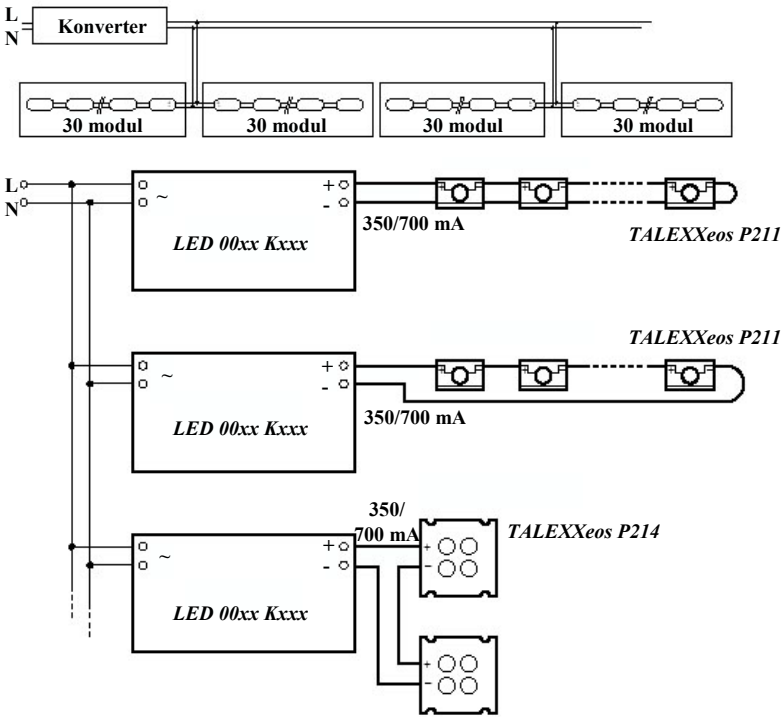 L
N
Konverter
30 modul
30 modul
30 modul
30 modul
L
N
~
+
-
LED 00xx Kxxx
350/700 mA
TALEXXeos P211
TALEXXeos P211
~
+
-
LED 00xx Kxxx
350/700 mA
350/
700 mA
TALEXXeos P214
~
+
-
LED 00xx Kxxx
+
-
+
-